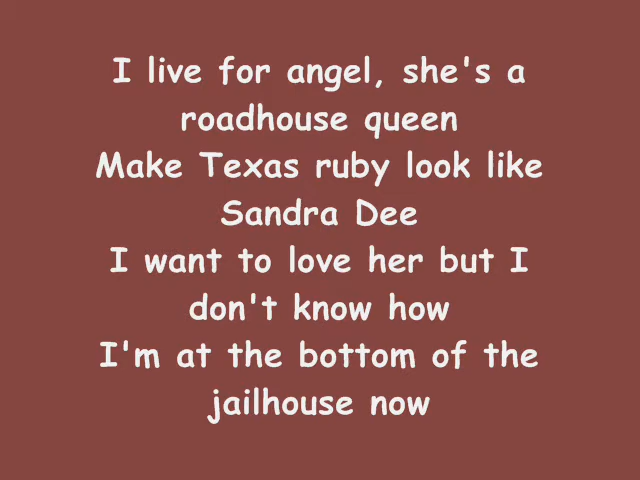 I live for angel, she's a
roadhouse queen
Make Texas ruby look like
Sandra Dee
I want to love her but I
don't know how
I'm at the bottom of the
jailhouse now